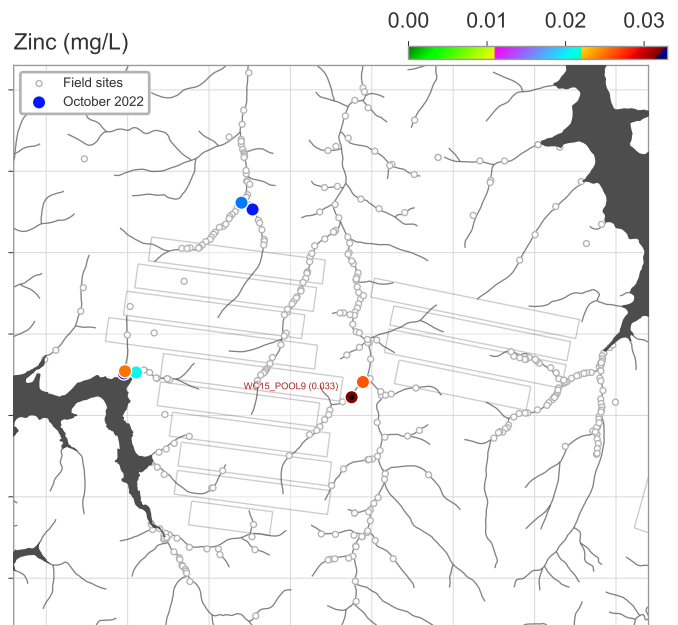 0.00 0.01 0.02 0.03
Zinc (mg/L)
Field sites
October 2022
WC15_POOL9 (0.033)